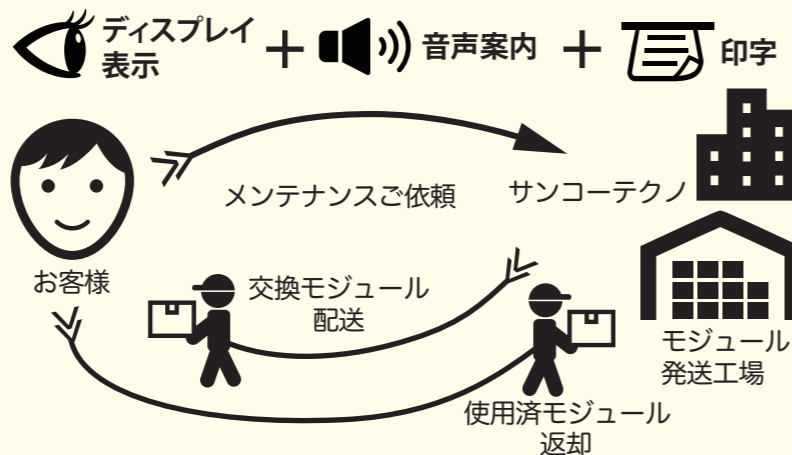 ディスプレイ
表示
+
音声案内
+
印字
メンテナンスご依頼
サンコーテクノ
お客様
交換モジュール
配送
モジュール
発送工場
使用済モジュール
返却